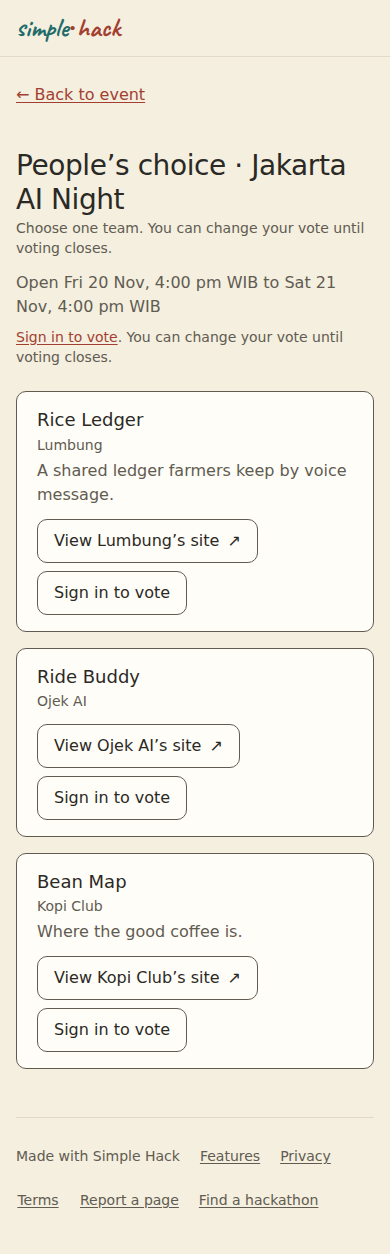 simple·hack
← Back to event
People’s choice · Jakarta
AI Night
Choose one team. You can change your vote until
voting closes.
Open Fri 20 Nov, 4:00 pm WIB to Sat 21
Nov, 4:00 pm WIB
Sign in to vote. You can change your vote until
voting closes.
Rice Ledger
Lumbung
A shared ledger farmers keep by voice
message.
View Lumbung’s site ↗
Sign in to vote
Ride Buddy
Ojek AI
View Ojek AI’s site ↗
Sign in to vote
Bean Map
Kopi Club
Where the good coffee is.
View Kopi Club’s site ↗
Sign in to vote
Made with Simple Hack Features Privacy
Terms Report a page Find a hackathon